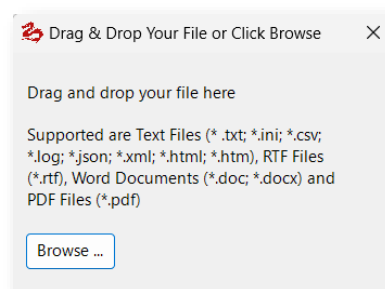 Drag & Drop Your File or Click Browse
Drag and drop your file here
Supported are Text Files (* .txt; *.ini; *.csv;
*.log; *.json; *.xml; *.html; *.htm), RTF Files
(*.rtf), Word Documents (*.doc; *.docx) and
PDF Files (*.pdf)
Browse ...